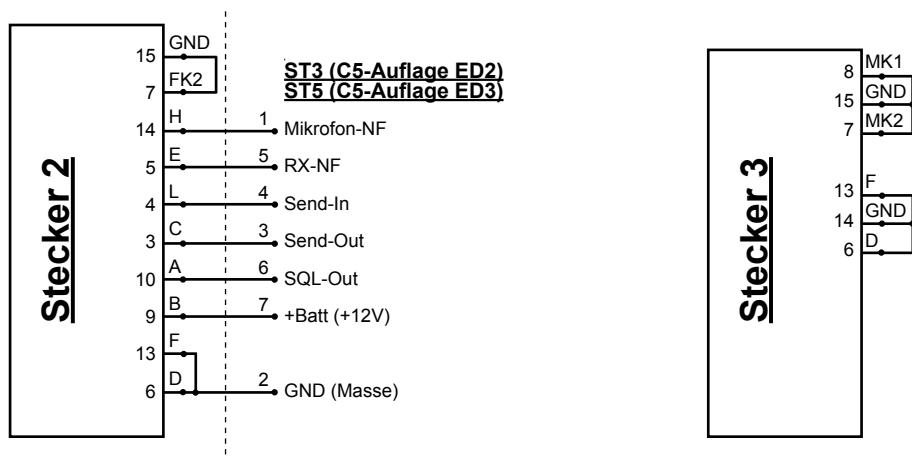 Stecker 2
15 GND
7 FK2
ST3 (C5-Auflage ED2)
ST5 (C5-Auflage ED3)
14 H 1 Mikrofon-NF
5 E 5 RX-NF
4 L 4 Send-In
3 C 3 Send-Out
10 A 6 SQL-Out
9 B 7 +Batt (+12V)
13 F
6 D 2 GND (Masse)
Stecker 3
8 MK1
15 GND
7 MK2
13 F
14 GND
6 D